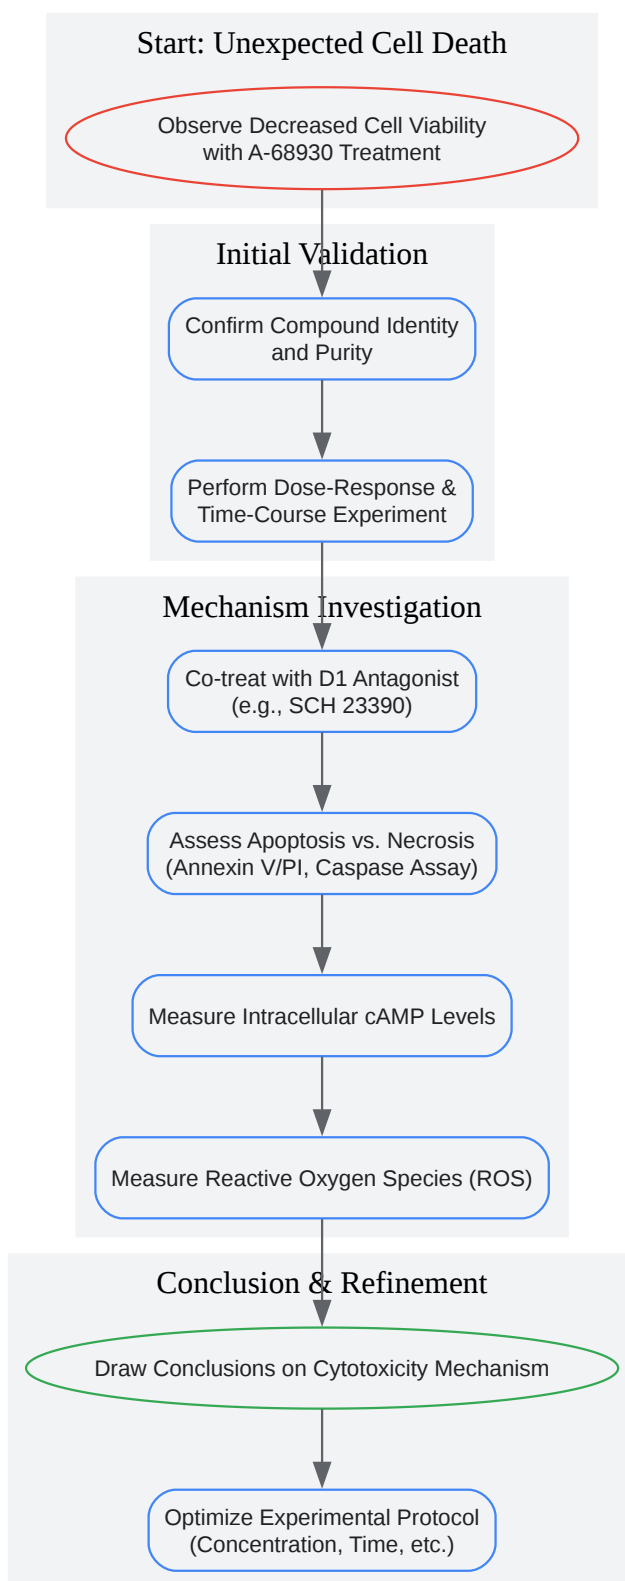 Start: Unexpected Cell Death
Observe Decreased Cell Viability
with A-68930 Treatment
Initial Validation
Confirm Compound Identity
and Purity
Perform Dose-Response &
Time-Course Experiment
Mechanism Investigation
Co-treat with D1 Antagonist
(e.g., SCH 23390)
Assess Apoptosis vs. Necrosis
(Annexin V/PI, Caspase Assay)
Measure Intracellular cAMP Levels
Measure Reactive Oxygen Species (ROS)
Conclusion & Refinement
Draw Conclusions on Cytotoxicity Mechanism
Optimize Experimental Protocol
(Concentration, Time, etc.)